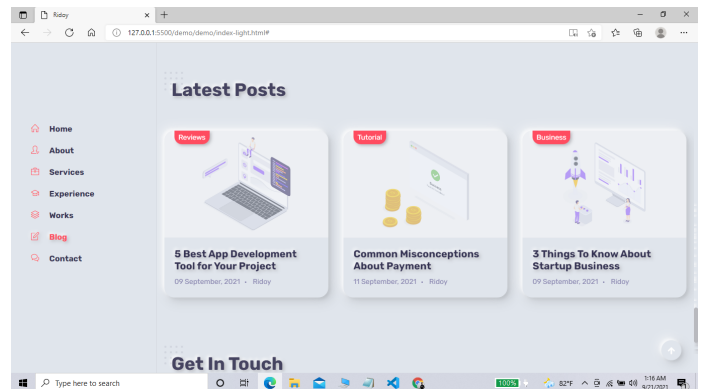 Ridoy
127.0.0.1:5500/demo/demo/index-light.html#
Latest Posts
Home
About
Services
Experience
Works
Blog
Contact
Reviews
5 Best App Development
Tool for Your Project
09 September, 2021 • Ridoy
Tutorial
Common Misconceptions
About Payment
11 September, 2021 • Ridoy
Business
3 Things To Know About
Startup Business
09 September, 2021 • Ridoy
Get In Touch
Type here to search
100%
82°F
1:16 AM
9/21/2021